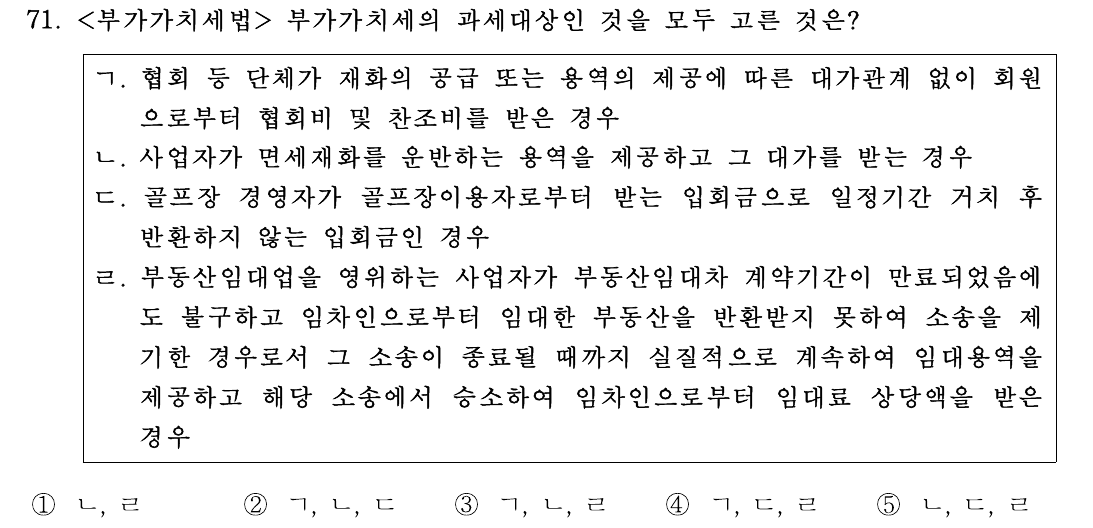 71. <부가가치세법> 부가가치세의 과세대상인 것을 모두 고른 것은?
ㄱ. 협회 등 단체가 재화의 공급 또는 용역의 제공에 따른 대가관계 없이 회원
으로부터 협회비 및 찬조비를 받은 경우
ㄴ. 사업자가 면세재화를 운반하는 용역을 제공하고 그 대가를 받는 경우
ㄷ. 골프장 경영자가 골프장이용자로부터 받는 입회금으로 일정기간 거치 후
반환하지 않는 입회금인 경우
ㄹ. 부동산임대업을 영위하는 사업자가 부동산임대차 계약기간이 만료되었음에
도 불구하고 임차인으로부터 임대한 부동산을 반환받지 못하여 소송을 제
기한 경우로서 그 소송이 종료될 때까지 실질적으로 계속하여 임대용역을
제공하고 해당 소송에서 승소하여 임차인으로부터 임대료 상당액을 받은
경우
① ㄴ, ㄹ ② ㄱ, ㄴ, ㄷ ③ ㄱ, ㄴ, ㄹ ④ ㄱ, ㄷ, ㄹ ⑤ ㄴ, ㄷ, ㄹ